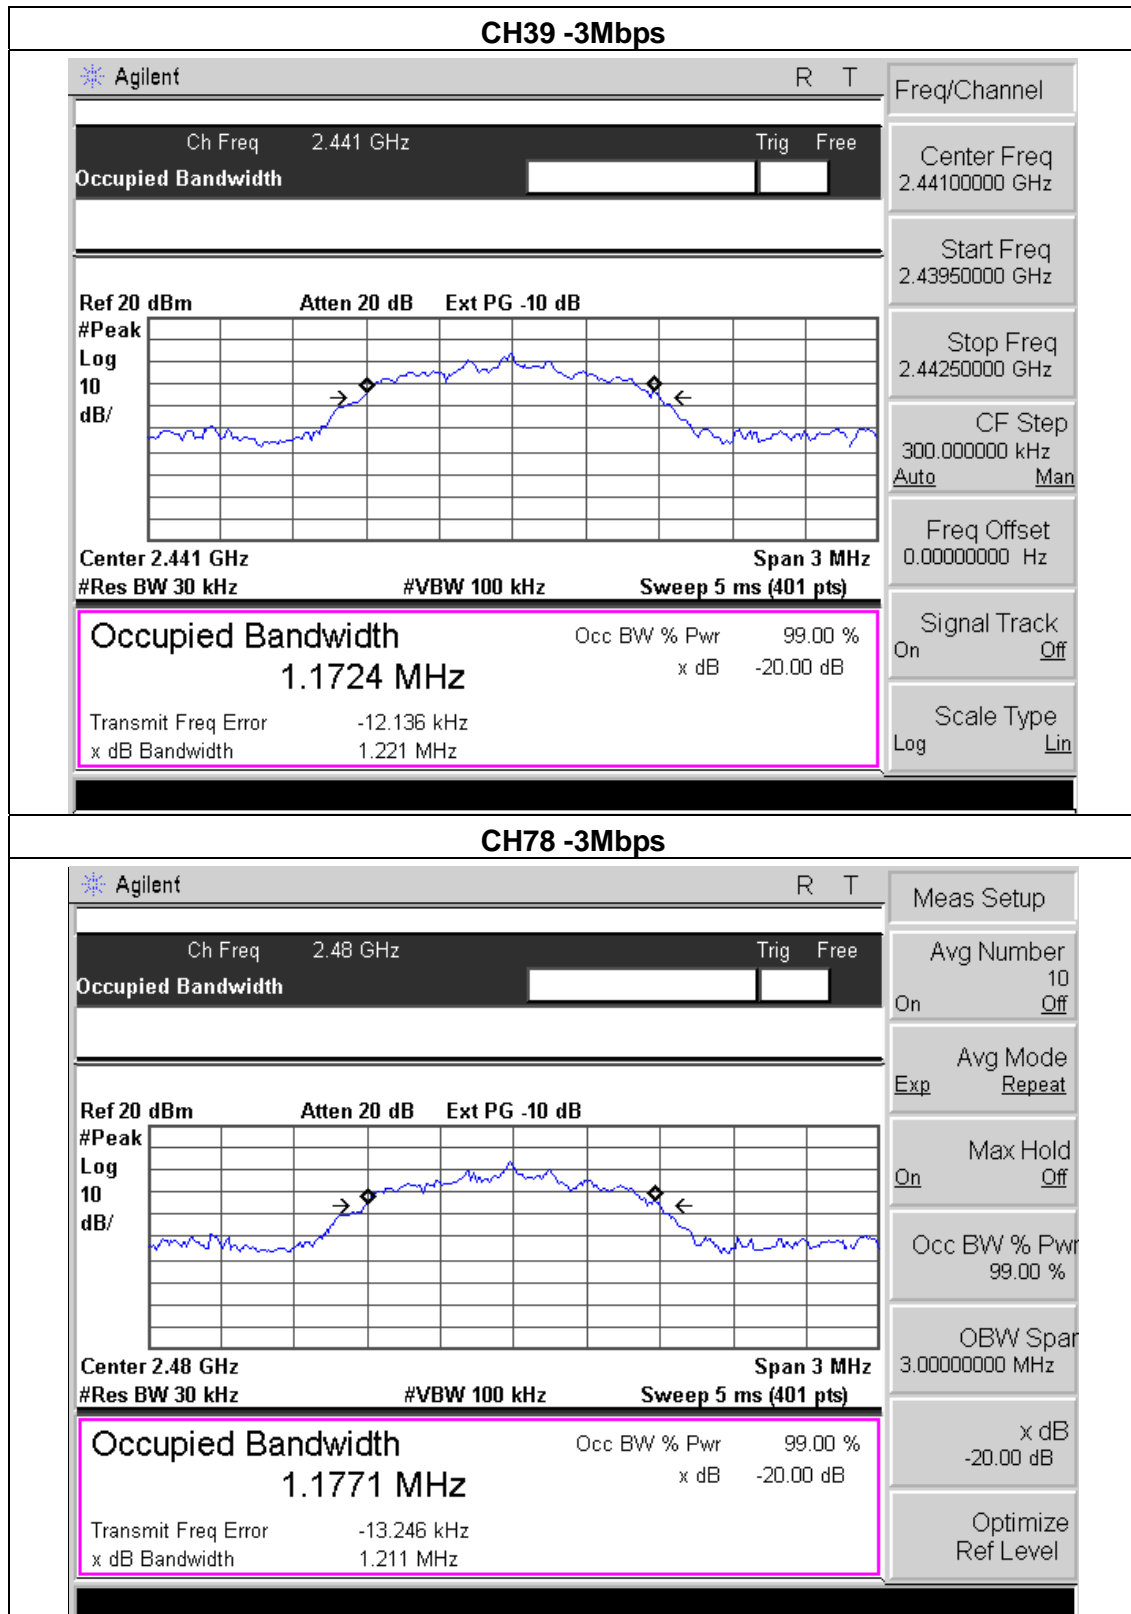 CH39 -3Mbps
Agilent R T
Freq/Channel
Ch Freq 2.441 GHz Trig Free
Occupied Bandwidth
Center Freq
2.44100000 GHz
Start Freq
2.43950000 GHz
Stop Freq
2.44250000 GHz
CF Step
300.000000 kHz
Auto Man
Freq Offset
0.00000000 Hz
Signal Track
On Off
Scale Type
Log Lin
Ref 20 dBm Atten 20 dB Ext PG -10 dB
#Peak
Log
10
dB/
Center 2.441 GHz Span 3 MHz
#Res BW 30 kHz #VBW 100 kHz Sweep 5 ms (401 pts)
Occupied Bandwidth Occ BW % Pwr 99.00 %
1.1724 MHz x dB -20.00 dB
Transmit Freq Error -12.136 kHz
x dB Bandwidth 1.221 MHz
CH78 -3Mbps
Agilent R T
Meas Setup
Ch Freq 2.48 GHz Trig Free
Occupied Bandwidth
Avg Number
10
On Off
Avg Mode
Exp Repeat
Max Hold
On Off
Occ BW % Pwr
99.00 %
OBW Spar
3.00000000 MHz
x dB
-20.00 dB
Optimize
Ref Level
Ref 20 dBm Atten 20 dB Ext PG -10 dB
#Peak
Log
10
dB/
Center 2.48 GHz Span 3 MHz
#Res BW 30 kHz #VBW 100 kHz Sweep 5 ms (401 pts)
Occupied Bandwidth Occ BW % Pwr 99.00 %
1.1771 MHz x dB -20.00 dB
Transmit Freq Error -13.246 kHz
x dB Bandwidth 1.211 MHz